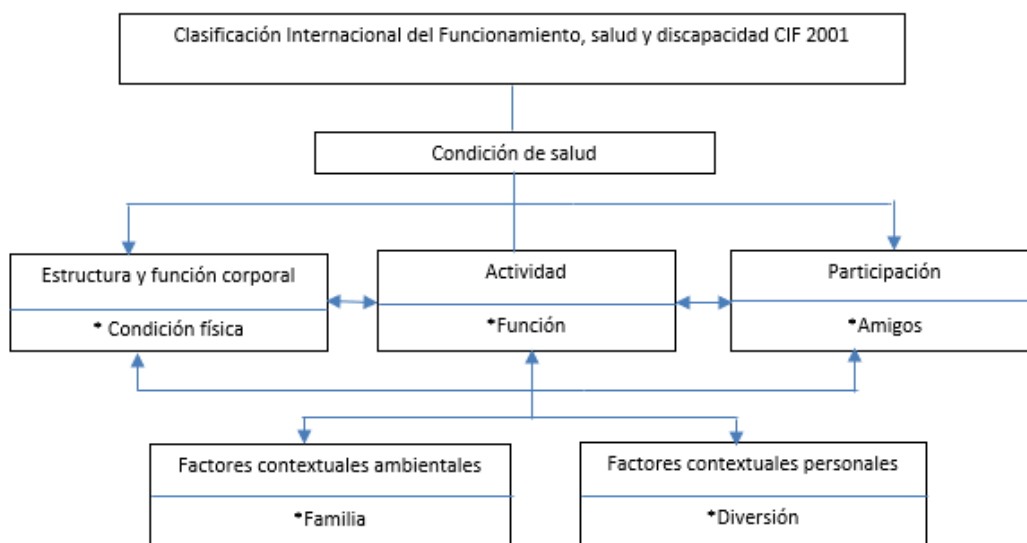 Clasificación Internacional del Funcionamiento, salud y discapacidad CIF 2001
Condición de salud
Estructura y función corporal
* Condición física
Actividad
*Función
Participación
*Amigos
Factores contextuales ambientales
*Familia
Factores contextuales personales
*Diversión